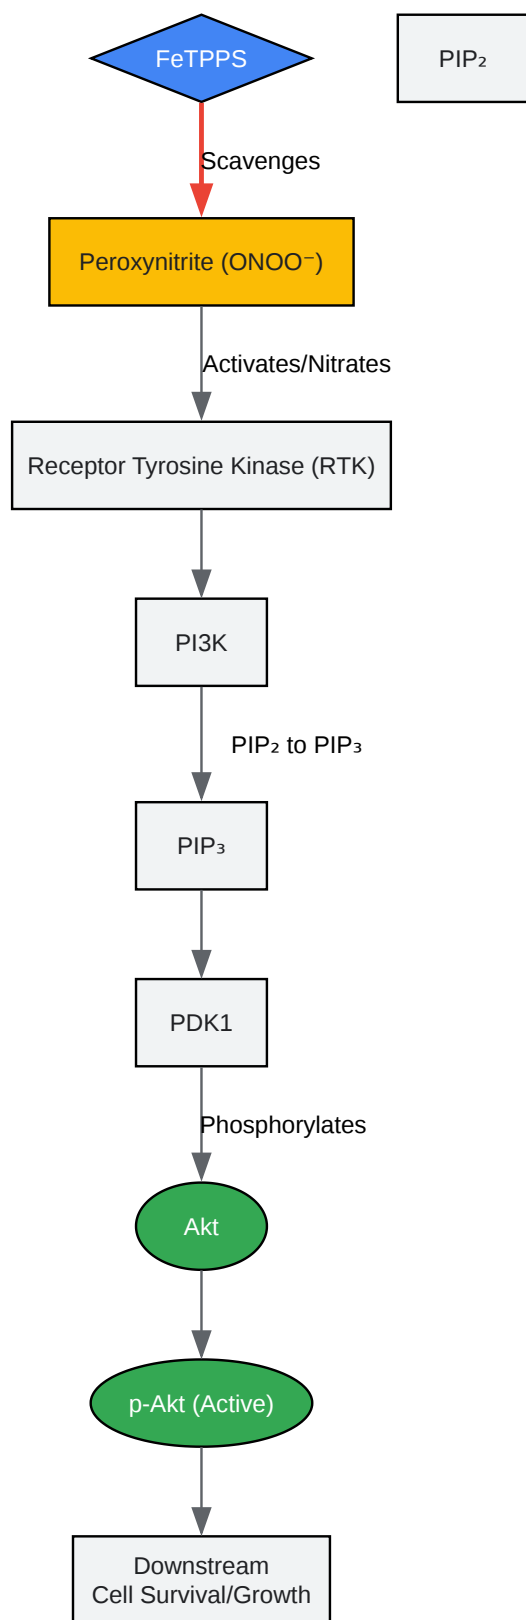 FeTPPS
PIP₂
Scavenges
Peroxynitrite (ONOO⁻)
Activates/Nitrates
Receptor Tyrosine Kinase (RTK)
PI3K
PIP₂ to PIP₃
PIP₃
PDK1
Phosphorylates
Akt
p-Akt (Active)
Downstream
Cell Survival/Growth